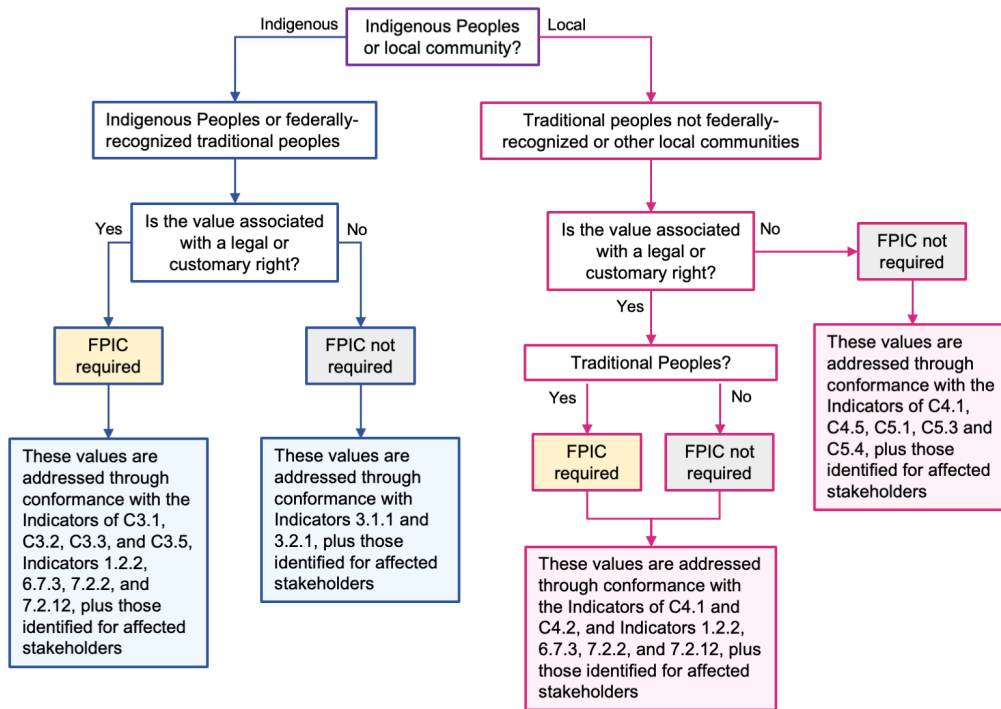 Indigenous Peoples
or local community?
Indigenous
Local
Indigenous Peoples or federally-
recognized traditional peoples
Traditional peoples not federally-
recognized or other local communities
Is the value associated
with a legal or
customary right?
Yes
No
FPIC
required
FPIC not
required
These values are
addressed through
conformance with the
Indicators of C3.1,
C3.2, C3.3, and C3.5,
Indicators 1.2.2,
6.7.3, 7.2.2, and
7.2.12, plus those
identified for affected
stakeholders
These values are
addressed through
conformance with
Indicators 3.1.1 and
3.2.1, plus those
identified for affected
stakeholders
Is the value associated
with a legal or
customary right?
No
FPIC not
required
These values are
addressed through
conformance with the
Indicators of C4.1,
C4.5, C5.1, C5.3 and
C5.4, plus those
identified for affected
stakeholders
Yes
Traditional Peoples?
Yes
No
FPIC
required
FPIC not
required
These values are addressed
through conformance with
the Indicators of C4.1 and
C4.2, and Indicators 1.2.2,
6.7.3, 7.2.2, and 7.2.12, plus
those identified for affected
stakeholders